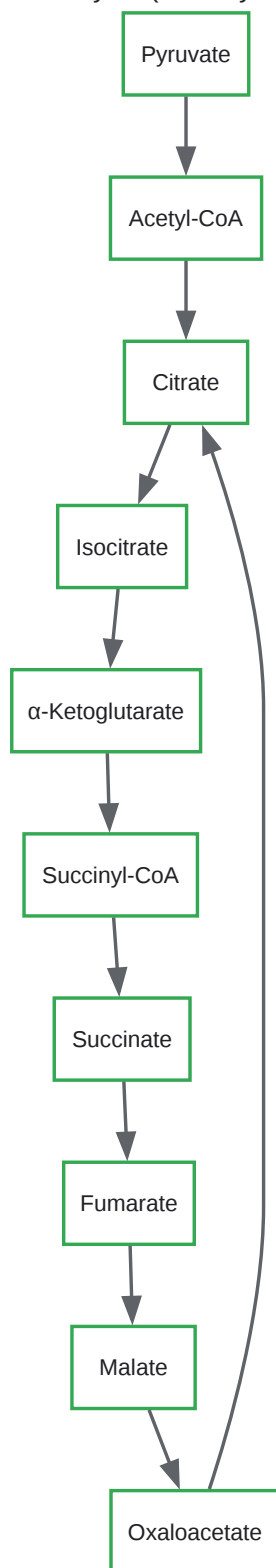 Pyruvate
Acetyl-CoA
Citrate
Isocitrate
α-Ketoglutarate
Succinyl-CoA
Succinate
Fumarate
Malate
Oxaloacetate